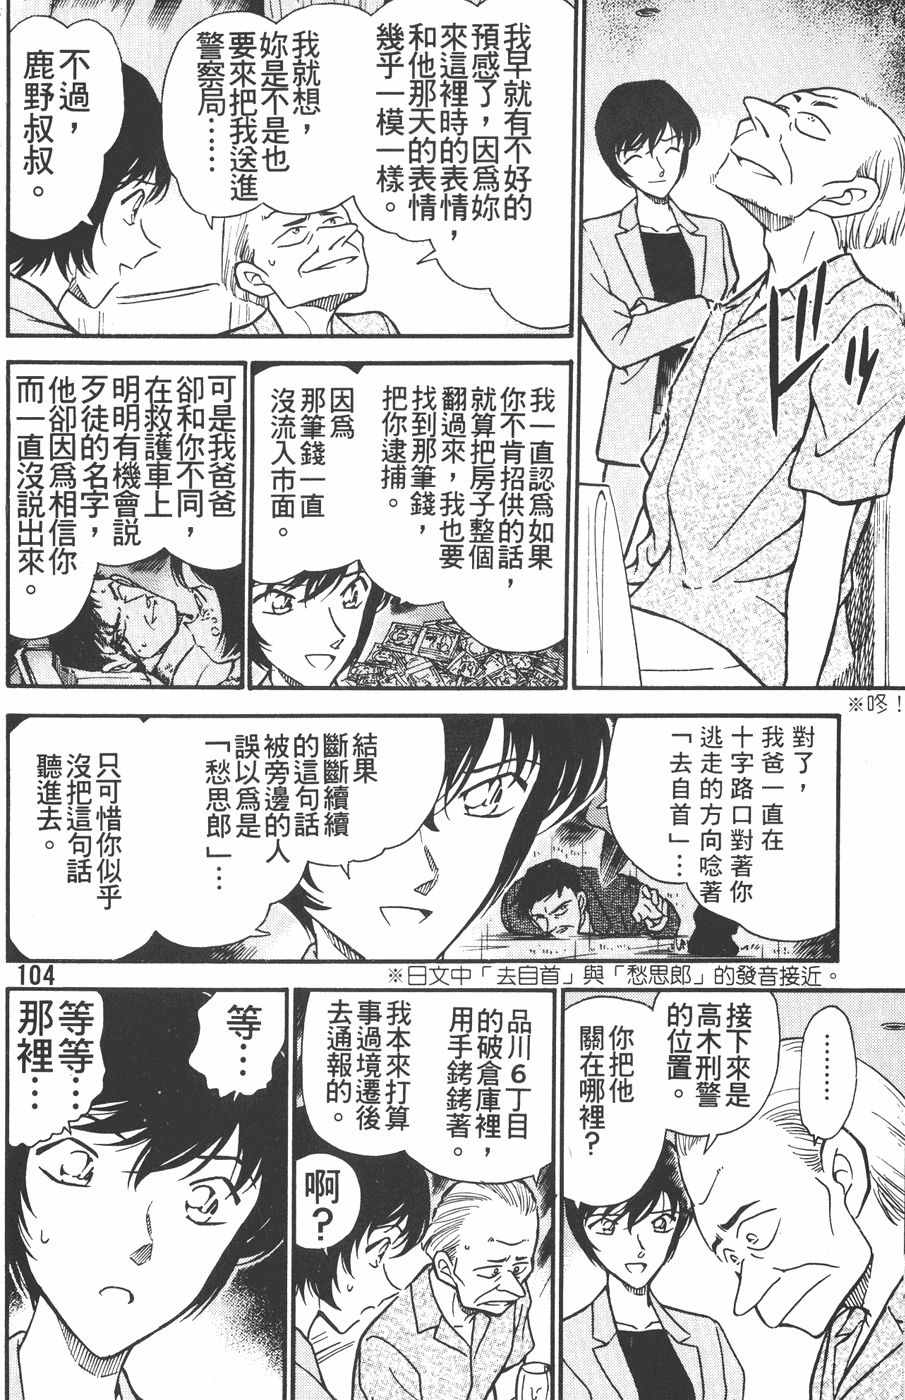 我早就有不好的
預感了，因爲妳
來這裡時的表情，
和他那天的表情
幾乎一模一樣。
我就想，
妳是不是也
要來把我送進
警察局……
不過，
鹿野叔叔。
※咚！
我一直認爲如果
你不肯招供的話，
就算把房子整個
翻過來，我也要
找到那筆錢，
把你逮捕。
因爲
那筆錢一直
沒流入市面。
可是我爸爸
卻和你不同，
在救護車上
明明有機會說
歹徒的名字，
他卻因爲相信你
而一直沒說出來。
對了，
我爸一直在
十字路口對著你
逃走的方向唸著
「去自首」…
結果
斷斷續續
的這句話
被旁邊的人
誤以爲是
「愁思郎」…
只可惜你似乎
沒把這句話
聽進去。
104
※日文中「去自首」與「愁思郎」的發音接近。
………
接下來是
高木刑警
的位置。
你把他
關在哪裡？
品川6丁目
的破倉庫裡，
用手銬銬著。
我本來打算
事過境遷後
去通報的。
啊？
等…
等等…
那裡…